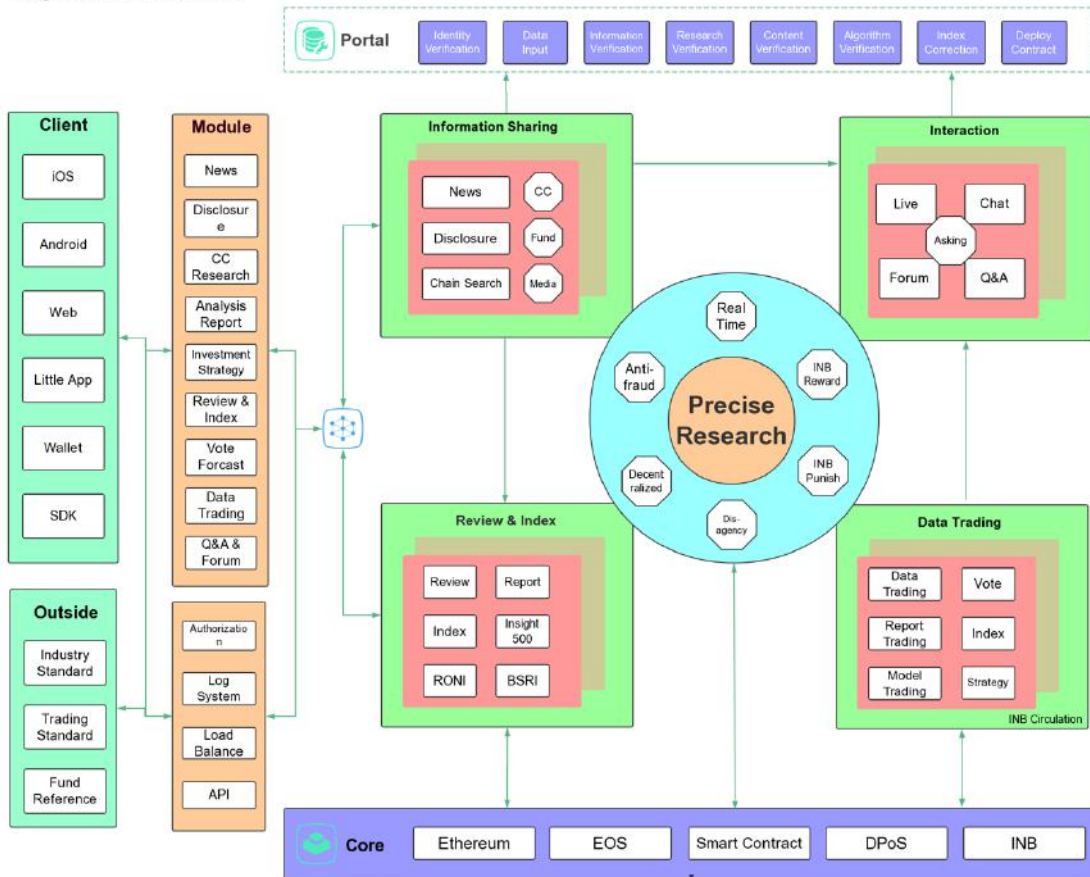 Portal
Identity
Verification
Data
Input
Information
Verification
Research
Verification
Content
Verification
Algorithm
Verification
Index
Correction
Deploy
Contract
Client
iOS
Android
Web
Little App
Wallet
SDK
Outside
Industry
Standard
Trading
Standard
Fund
Reference
Module
News
Disclosur
e
CC
Research
Analysis
Report
Investment
Strategy
Review &
Index
Vote
Forcast
Data
Trading
Q&A &
Forum
Authorizatio
n
Log
System
Load
Balance
API
Information Sharing
News
CC
Disclosure
Fund
Chain Search
Media
Interaction
Live
Chat
Asking
Forum
Q&A
Real
Time
Anti-
fraud
INB
Reward
Precise
Research
Decent
ralized
INB
Punish
Dis-
agency
Review & Index
Review
Report
Index
Insight
500
RONI
BSRI
Data Trading
Data
Trading
Vote
Report
Trading
Index
Model
Trading
Strategy
INB Circulation
Core
Ethereum
EOS
Smart Contract
DPoS
INB